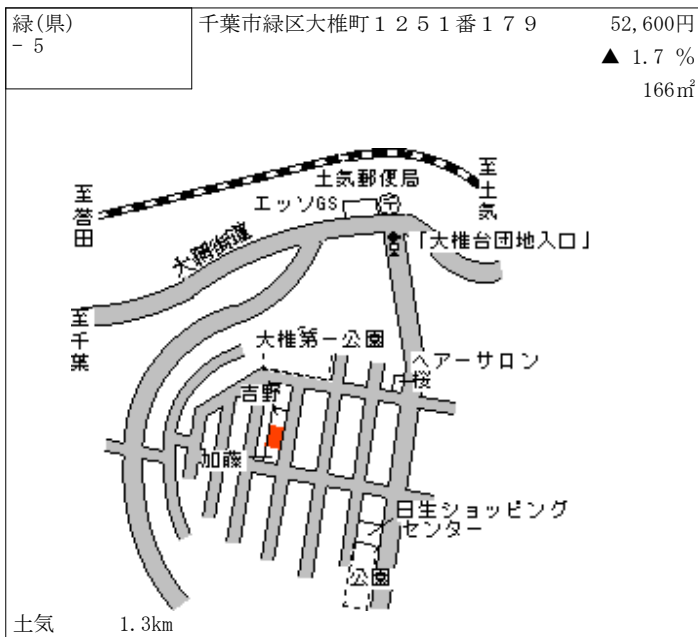 緑(県)
- 5
千葉市緑区大椎町１２５１番１７９
52,600円
▲ 1.7 %
166㎡
至土気
土気郵便局
至誉田
エッソGS
大網街道
「大椎台団地入口」
至千葉
大椎第一公園
ヘアーサロン
桜
吉野
加藤
日生ショッピング
センター
公園
土気 1.3km